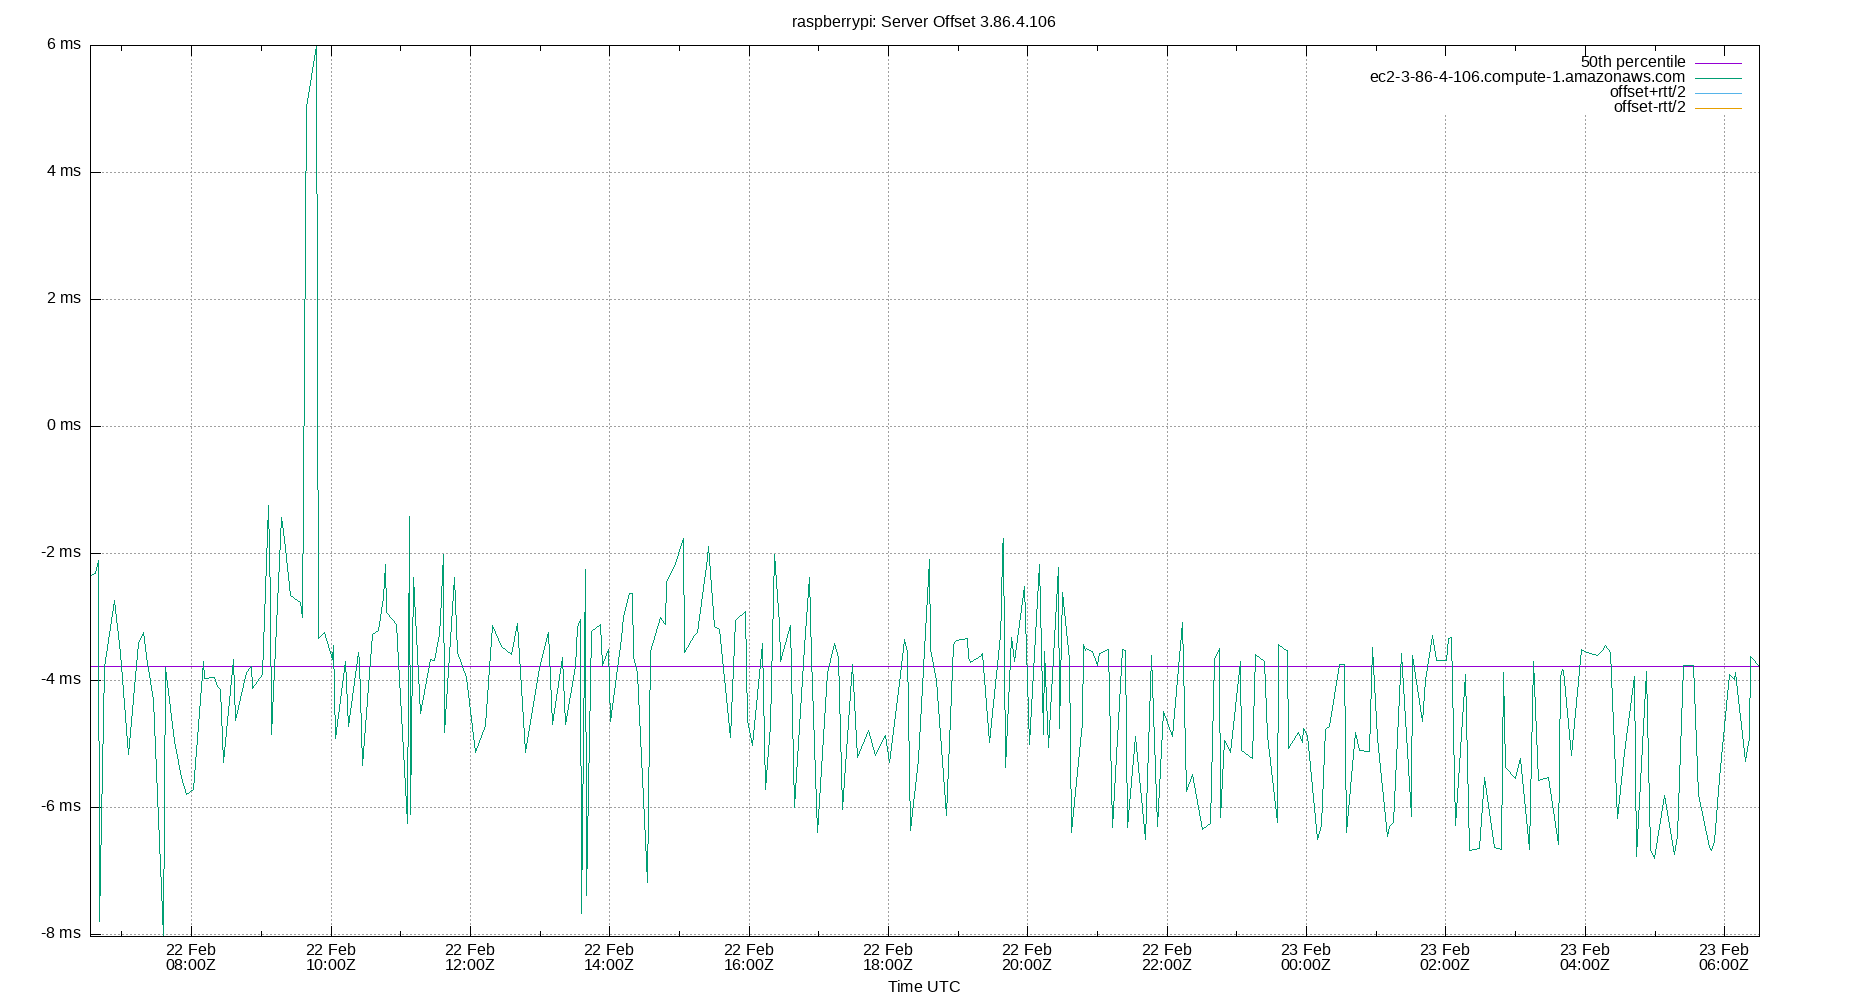 raspberrypi: Server Offset 3.86.4.106
6 ms
50th percentile
ec2-3-86-4-106.compute-1.amazonaws.com
offset+rtt/2
offset-rtt/2
4 ms
2 ms
0 ms
-2 ms
-4 ms
-6 ms
-8 ms
22 Feb 22 Feb 22 Feb 22 Feb 22 Feb 22 Feb 22 Feb 22 Feb 23 Feb 23 Feb 23 Feb 23 Feb
08:00Z 10:00Z 12:00Z 14:00Z 16:00Z 18:00Z 20:00Z 22:00Z 00:00Z 02:00Z 04:00Z 06:00Z
Time UTC